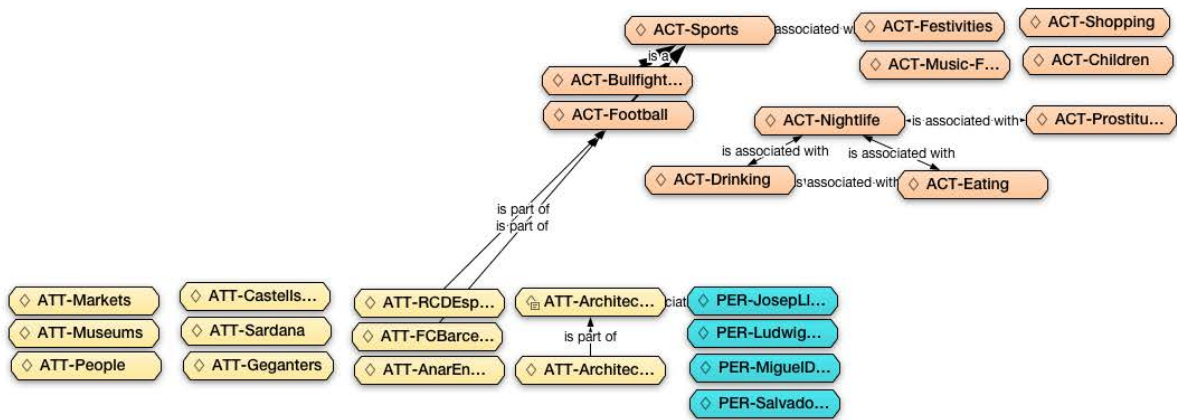 ACT-Sports
associated w
ACT-Festivities
ACT-Shopping
is a
ACT-Bullfight...
ACT-Music-F...
ACT-Children
ACT-Football
ACT-Nightlife
is associated with
ACT-Prostitu...
is associated with
is associated with
ACT-Drinking
is associated with
ACT-Eating
is part of
is part of
ATT-Markets
ATT-Castells...
ATT-RCDEsp...
ATT-Architec...
ciat
PER-JosepLl...
ATT-Museums
ATT-Sardana
ATT-FCBarce...
is part of
PER-Ludwig...
ATT-People
ATT-Geganters
ATT-AnarEn...
ATT-Architec...
PER-MiguelD...
PER-Salvado...